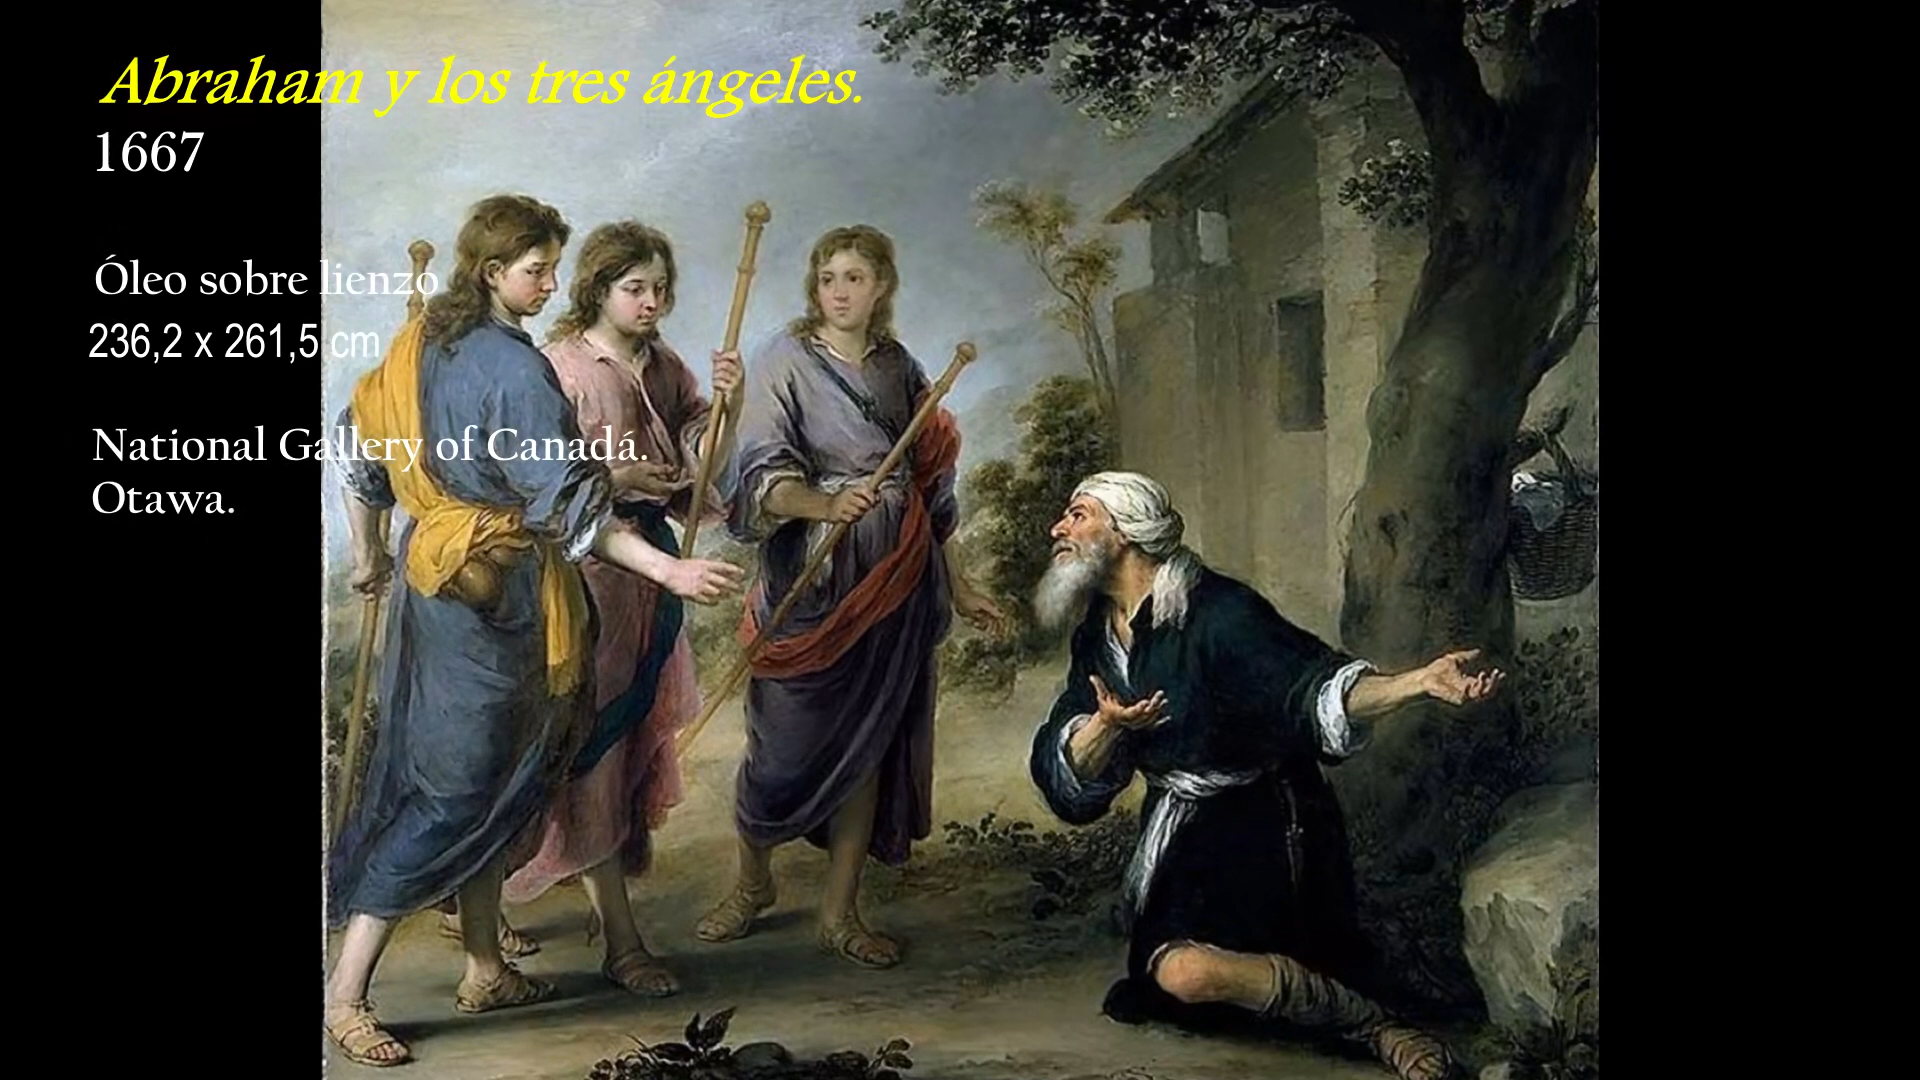 Abraham y los tres ángeles.
1667
Óleo sobre lienzo
236,2 x 261,5 cm
National Gallery of Canadá.
Otawa.